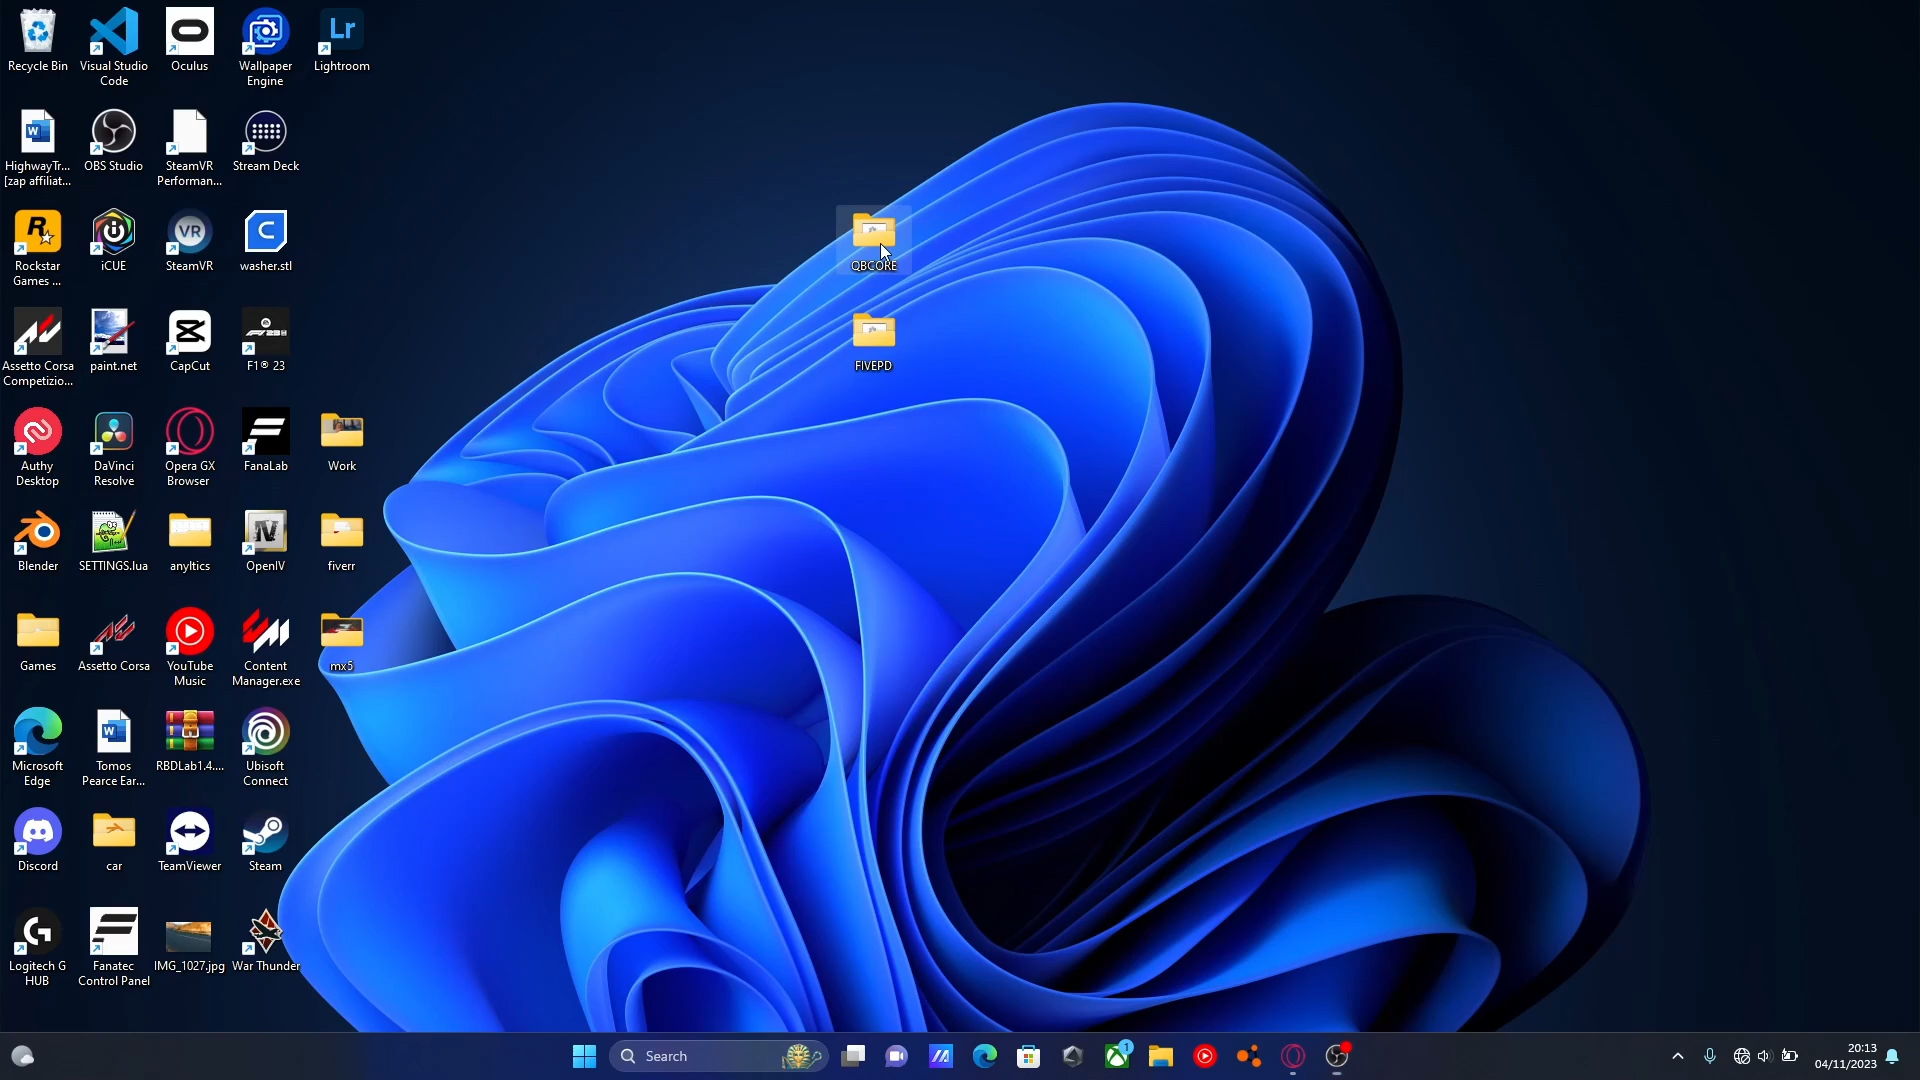 Recycle Bin
Visual Studio
Code
Oculus
Wallpaper
Engine
Lr
Lightroom
HighwayTr...
[zap affiliat...
OBS Studio
SteamVR
Performan...
Stream Deck
Rockstar
Games ...
iCUE
VR
SteamVR
C
washer.stl
QBCORE
Assetto Corsa
Competizio...
paint.net
CapCut
F1® 23
FIVEPD
Authy
Desktop
DaVinci
Resolve
Opera GX
Browser
FanaLab
Work
Blender
SETTINGS.lua
anyltics
OpenIV
fiverr
Games
Assetto Corsa
YouTube
Music
Content
Manager.exe
mx5
Microsoft
Edge
Tomos
Pearce Ear...
RBDLab1.4....
Ubisoft
Connect
Discord
car
TeamViewer
Steam
Logitech G
HUB
Fanatec
Control Panel
IMG_1027.jpg
War Thunder
Search
1
20:13
04/11/2023